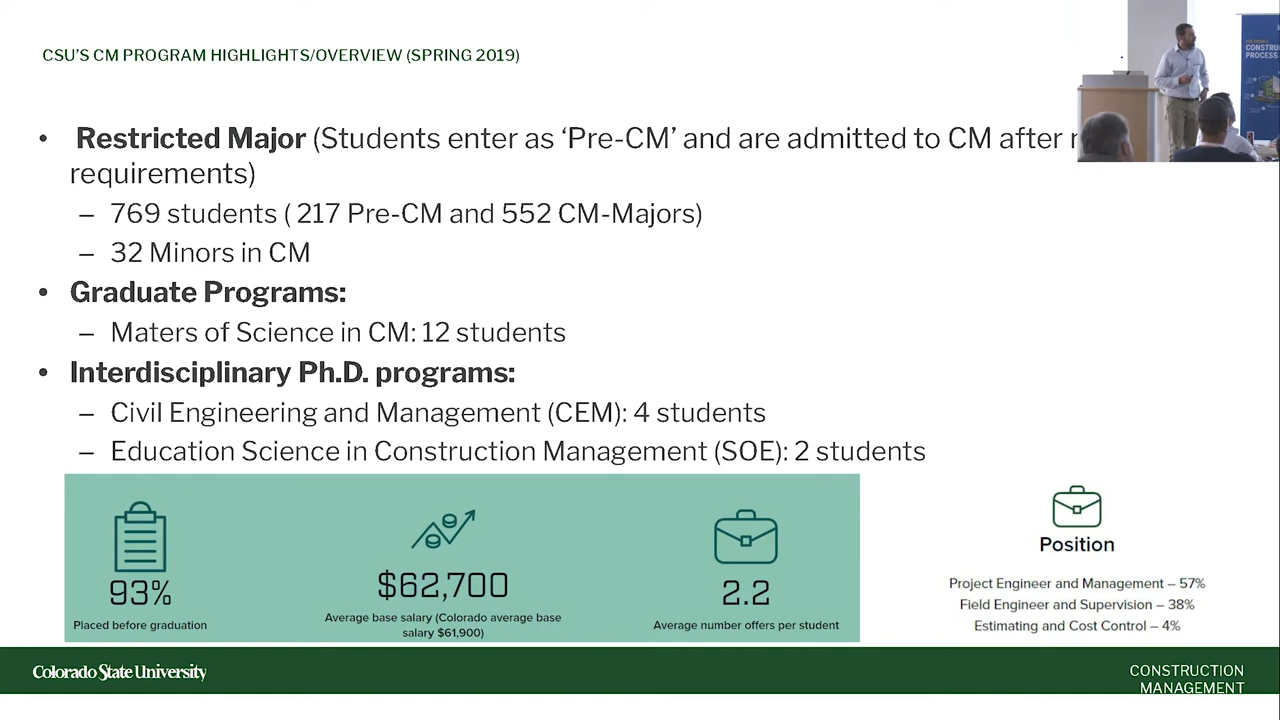 CSU'S CM PROGRAM HIGHLIGHTS/OVERVIEW (SPRING 2019)
• Restricted Major (Students enter as ‘Pre-CM’ and are admitted to CM after
requirements)
– 769 students ( 217 Pre-CM and 552 CM-Majors)
– 32 Minors in CM
• Graduate Programs:
– Maters of Science in CM: 12 students
• Interdisciplinary Ph.D. programs:
– Civil Engineering and Management (CEM): 4 students
– Education Science in Construction Management (SOE): 2 students
93%
Placed before graduation
$62,700
Average base salary (Colorado average base
salary $61,900)
2.2
Average number offers per student
Position
Project Engineer and Management – 57%
Field Engineer and Supervision – 38%
Estimating and Cost Control – 4%
Colorado State University
CONSTRUCTION
MANAGEMENT